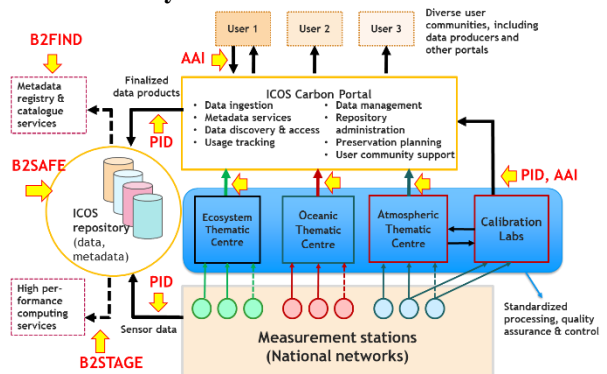 User 1
User 2
User 3
Diverse user
communities, including
data producers and
other portals
AAI
B2FIND
Metadata
registry &
catalogue
services
Finalized
data products
PID
ICOS Carbon Portal
• Data ingestion
• Metadata services
• Data discovery & access
• Usage tracking
• Data management
• Repository
administration
• Preservation planning
• User community support
B2SAFE
ICOS
repository
(data,
metadata)
PID, AAI
Ecosystem
Thematic
Centre
Oceanic
Thematic
Centre
Atmospheric
Thematic
Centre
Calibration
Labs
High per-
formance
computing
services
PID
Sensor data
B2STAGE
Measurement stations
(National networks)
Standardized
processing, quality
assurance & control